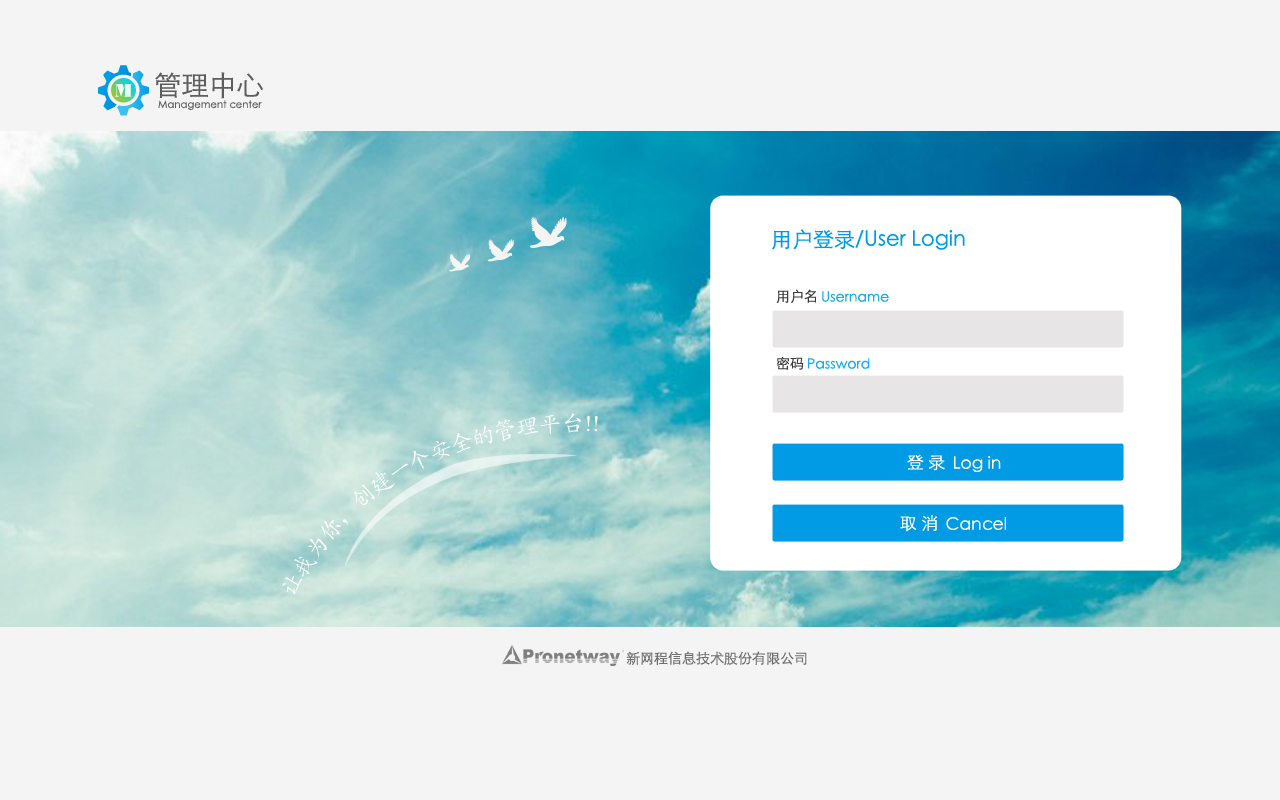 管理中心
Management center
用户登录/User Login
用户名 Username
密码 Password
让我为你，创建一个安全的管理平台!!
登 录 Log in
取 消 Cancel
Pronetway 新网程信息技术股份有限公司